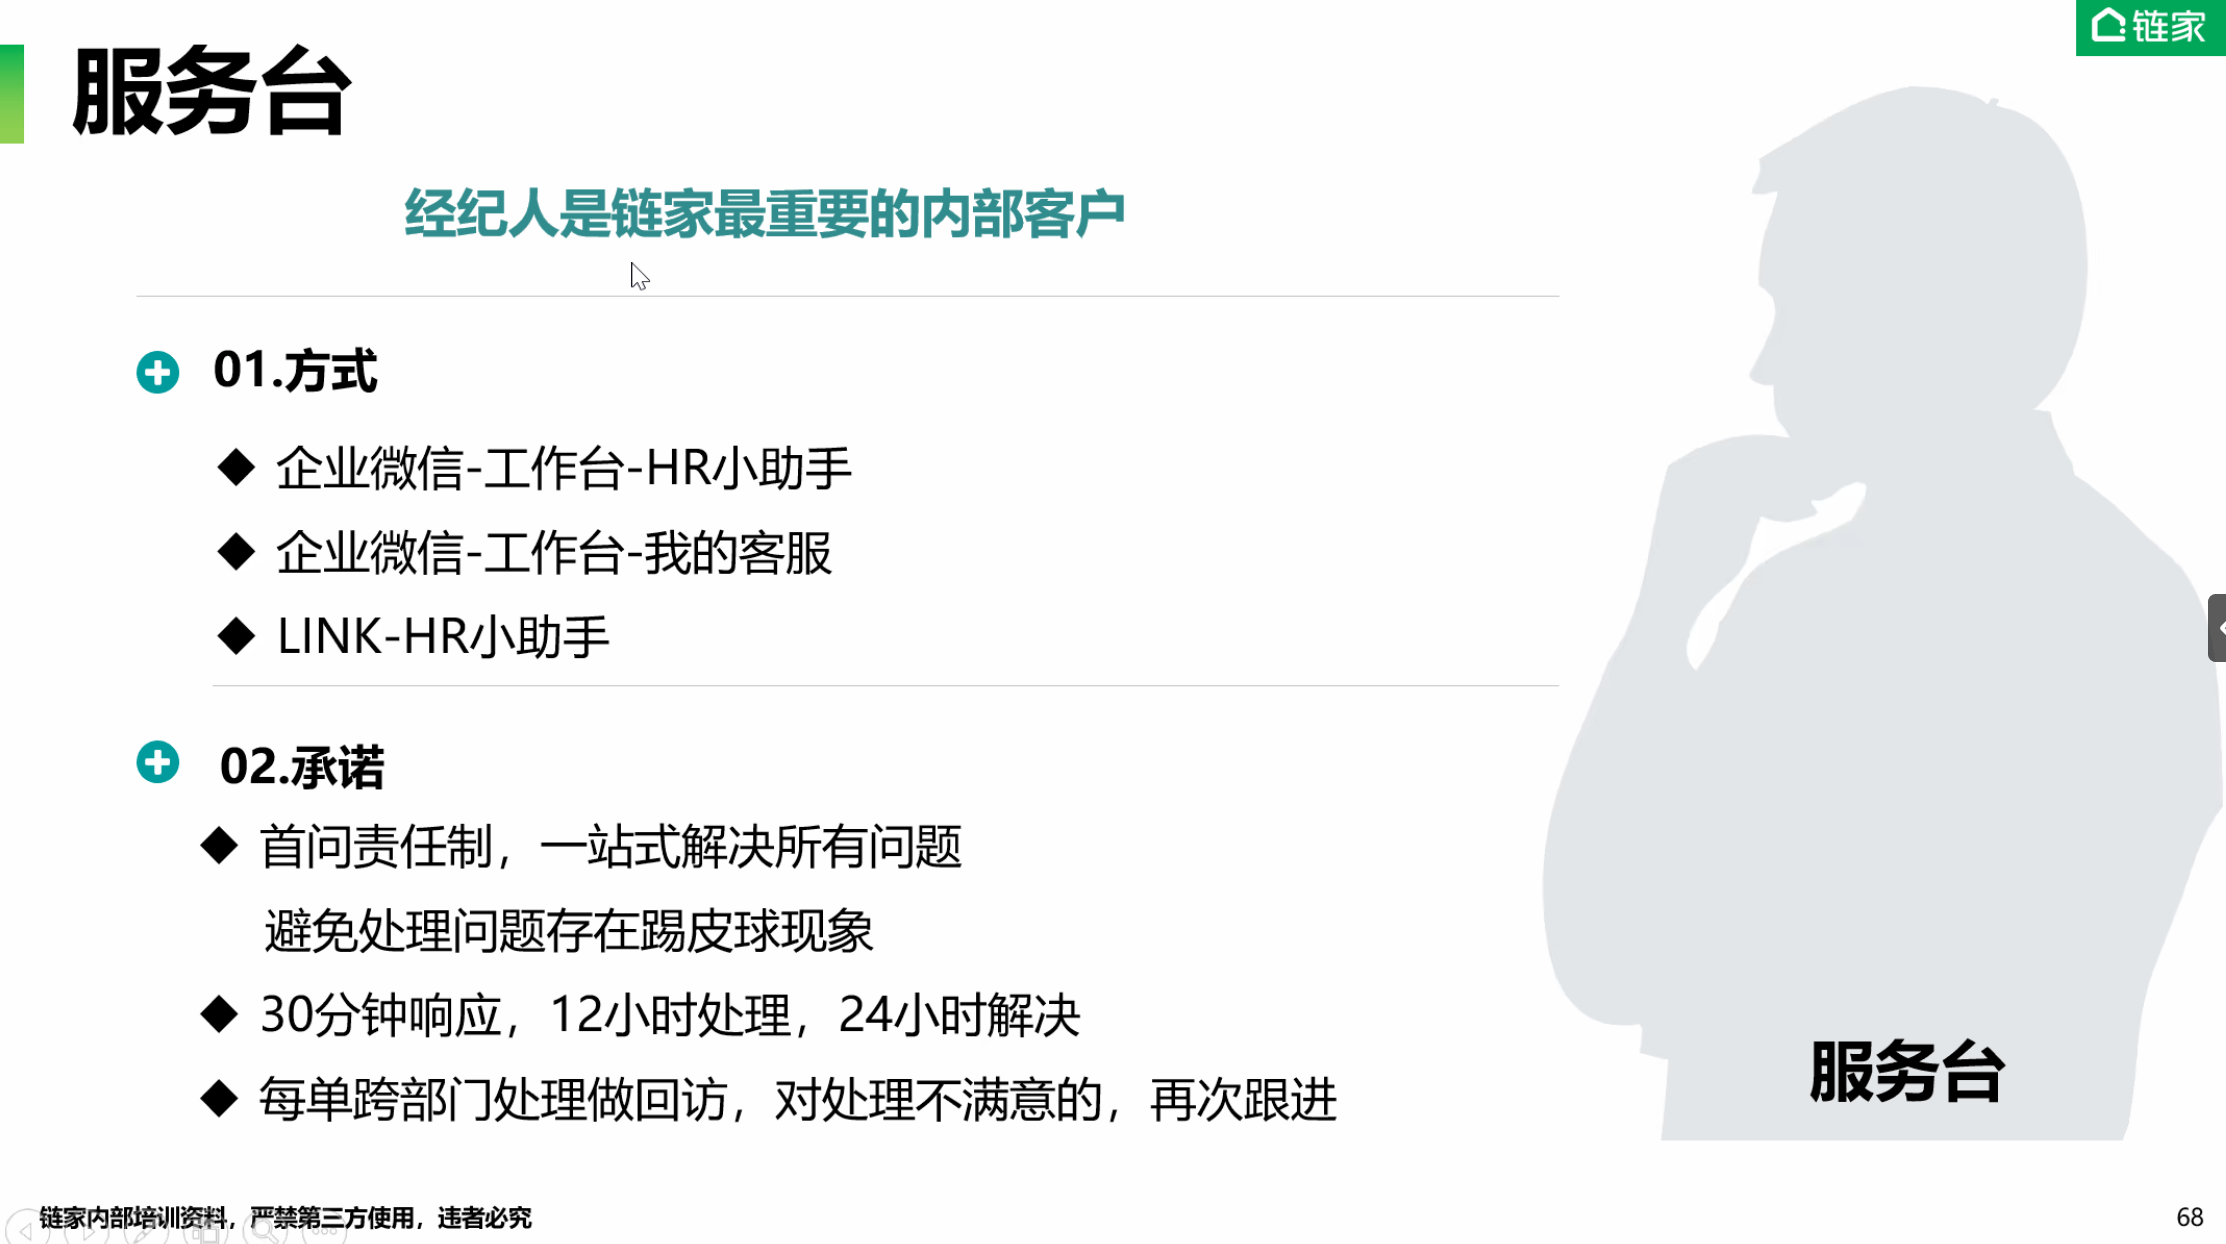 链家
服务台
经纪人是链家最重要的内部客户
01.方式
企业微信-工作台-HR小助手
企业微信-工作台-我的客服
LINK-HR小助手
02.承诺
首问责任制，一站式解决所有问题
避免处理问题存在踢皮球现象
30分钟响应，12小时处理，24小时解决
每单跨部门处理做回访，对处理不满意的，再次跟进
服务台
链家内部培训资料，严禁第三方使用，违者必究
68